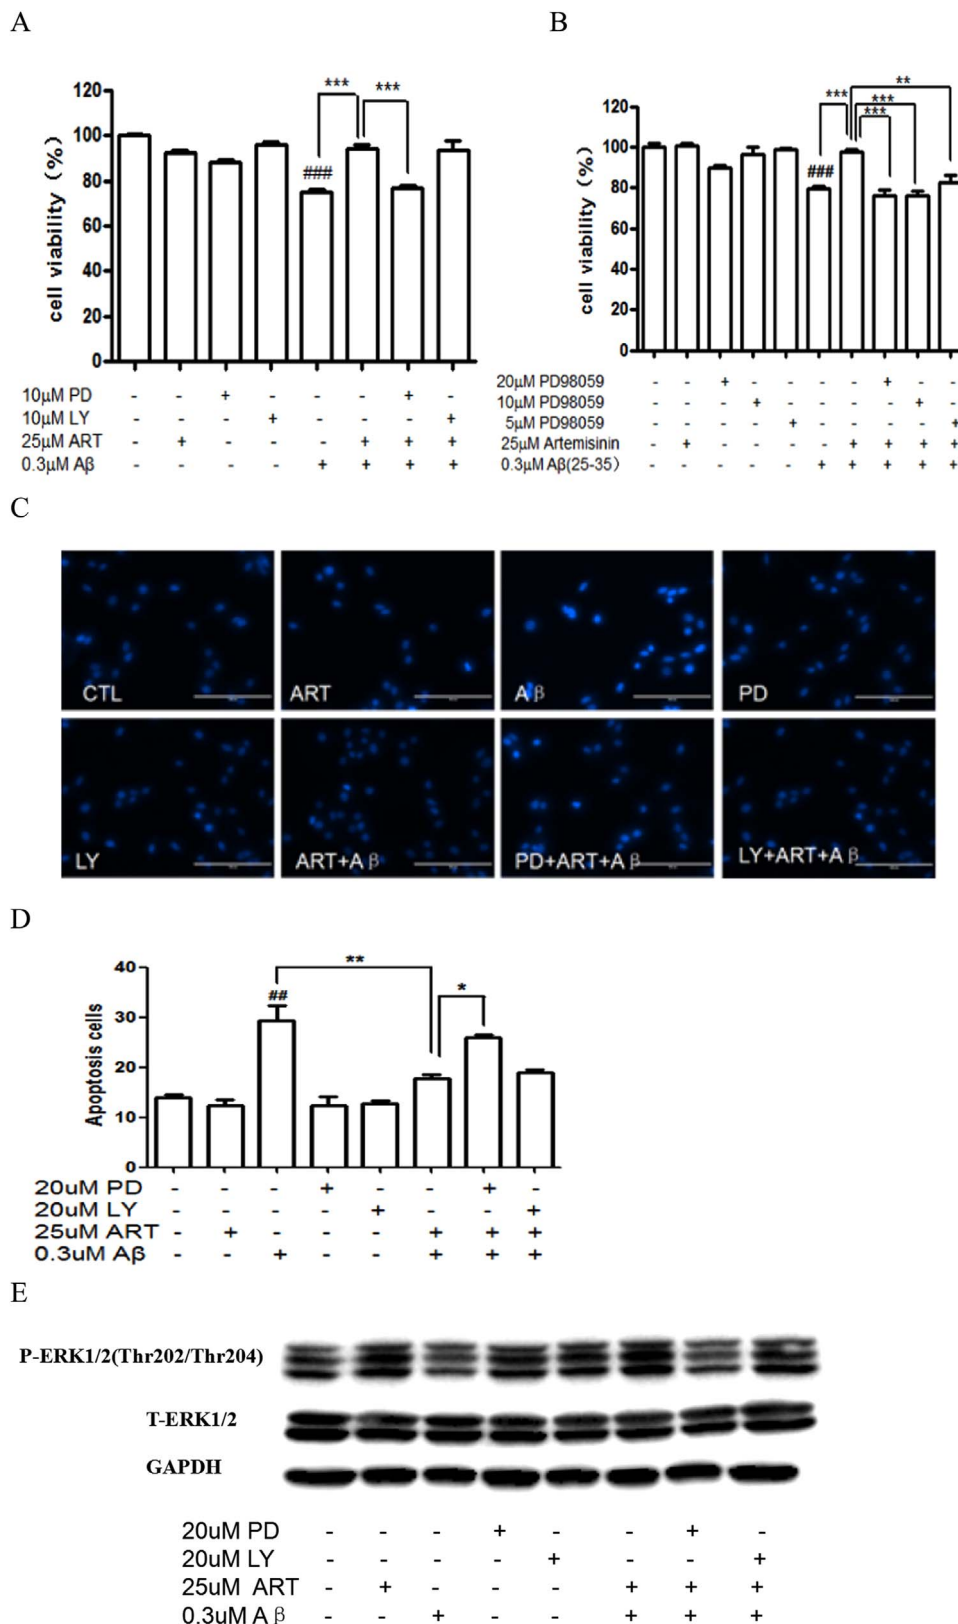 A
B
120
100
80
60
40
20
0
cell viability (%)
***
***
###
10μM PD - - + - - - + -
10μM LY - - - + - - - +
25μM ART - + - - - + + +
0.3μM Aβ - - - - + + + +
120
100
80
60
40
20
0
cell viability (%)
**
***
***
***
###
20μM PD98059 - - + - - - - + - -
10μM PD98059 - - - + - - - - + -
5μM PD98059 - - - - + - - - - +
25μM Artemisinin - + - - - - + + + +
0.3μM Aβ(25-35) - - - - - + + + + +
C
CTL
ART
Aβ
PD
LY
ART+Aβ
PD+ART+Aβ
LY+ART+Aβ
D
40
30
20
10
0
Apoptosis cells
##
**
*
20uM PD - - - + - - + -
20uM LY - - - - + - - +
25uM ART - + - - - + + +
0.3uM Aβ - - + - - + + +
E
P-ERK1/2(Thr202/Thr204)
T-ERK1/2
GAPDH
20uM PD - - - + - - + -
20uM LY - - - - + - - +
25uM ART - + - - - + + +
0.3uM Aβ - - + - - + + +